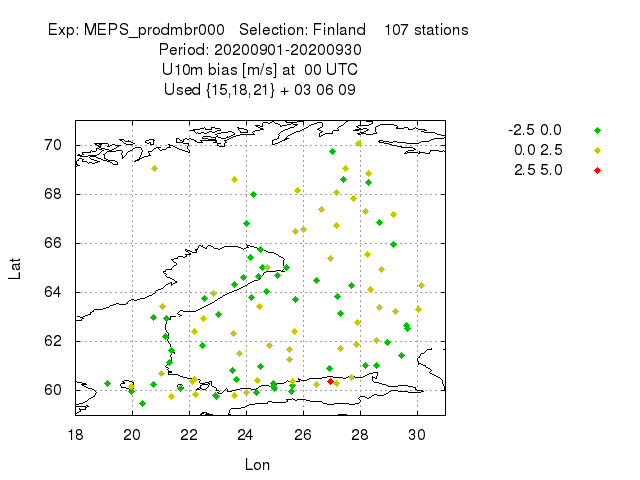 Exp: MEPS_prodmbr000 Selection: Finland 107 stations
Period: 20200901-20200930
U10m bias [m/s] at 00 UTC
Used {15,18,21} + 03 06 09
-2.5 0.0
0.0 2.5
2.5 5.0
70
68
66
64
62
60
Lat
18 20 22 24 26 28 30
Lon